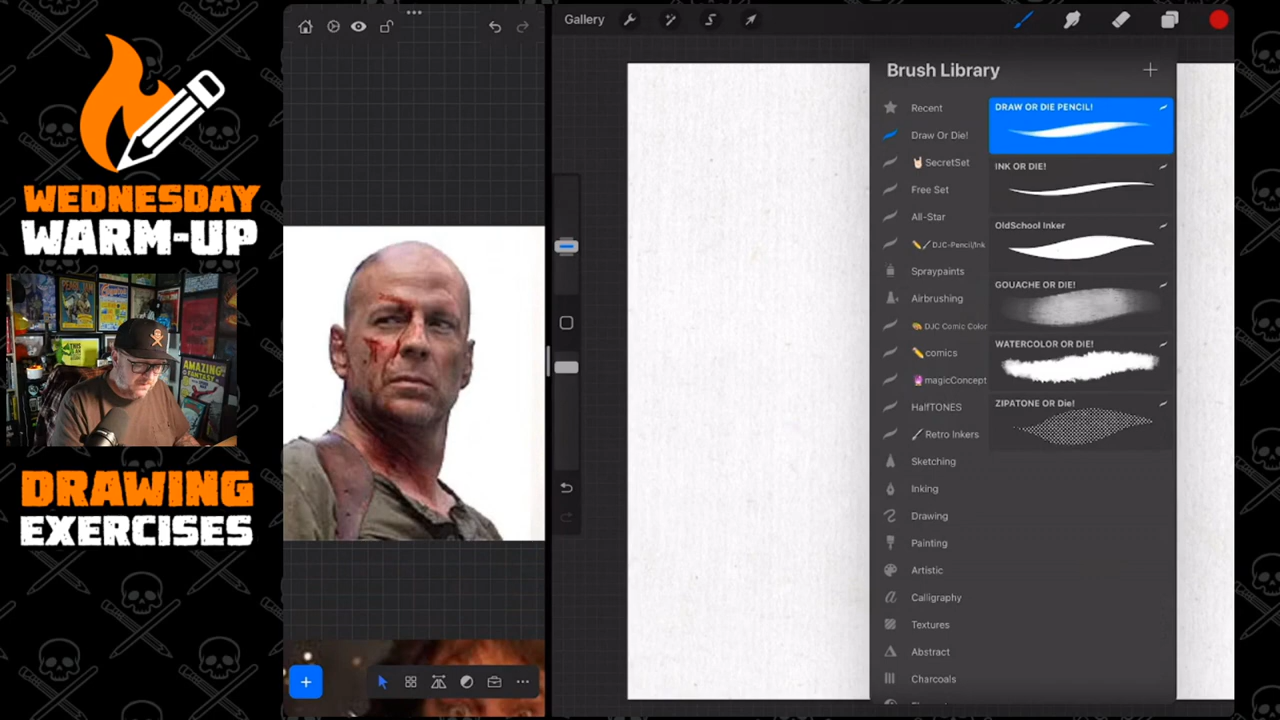 WEDNESDAY
WARM-UP
AMAZING
FANTASY
DRAWING
EXERCISES
Gallery
Brush Library
Recent
Draw Or Die!
SecretSet
Free Set
All-Star
DJC-Pencil/Ink
Spraypaints
Airbrushing
DJC Comic Color
comics
magicConcept
HalfTONES
Retro Inkers
Sketching
Inking
Drawing
Painting
Artistic
Calligraphy
Textures
Abstract
Charcoals
DRAW OR DIE PENCIL!
INK OR DIE!
OldSchool Inker
GOUACHE OR DIE!
WATERCOLOR OR DIE!
ZIPATONE OR Die!